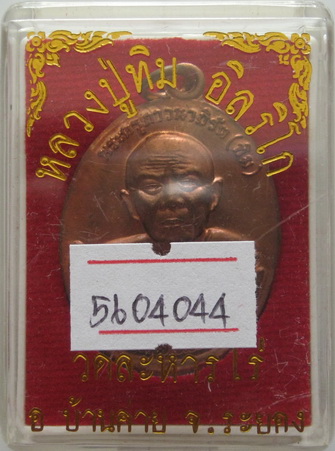 หลวงปู่ทิม อิสริโก
5604044
วัดละหารไร่
อ.บ้านค่าย จ.ระยอง